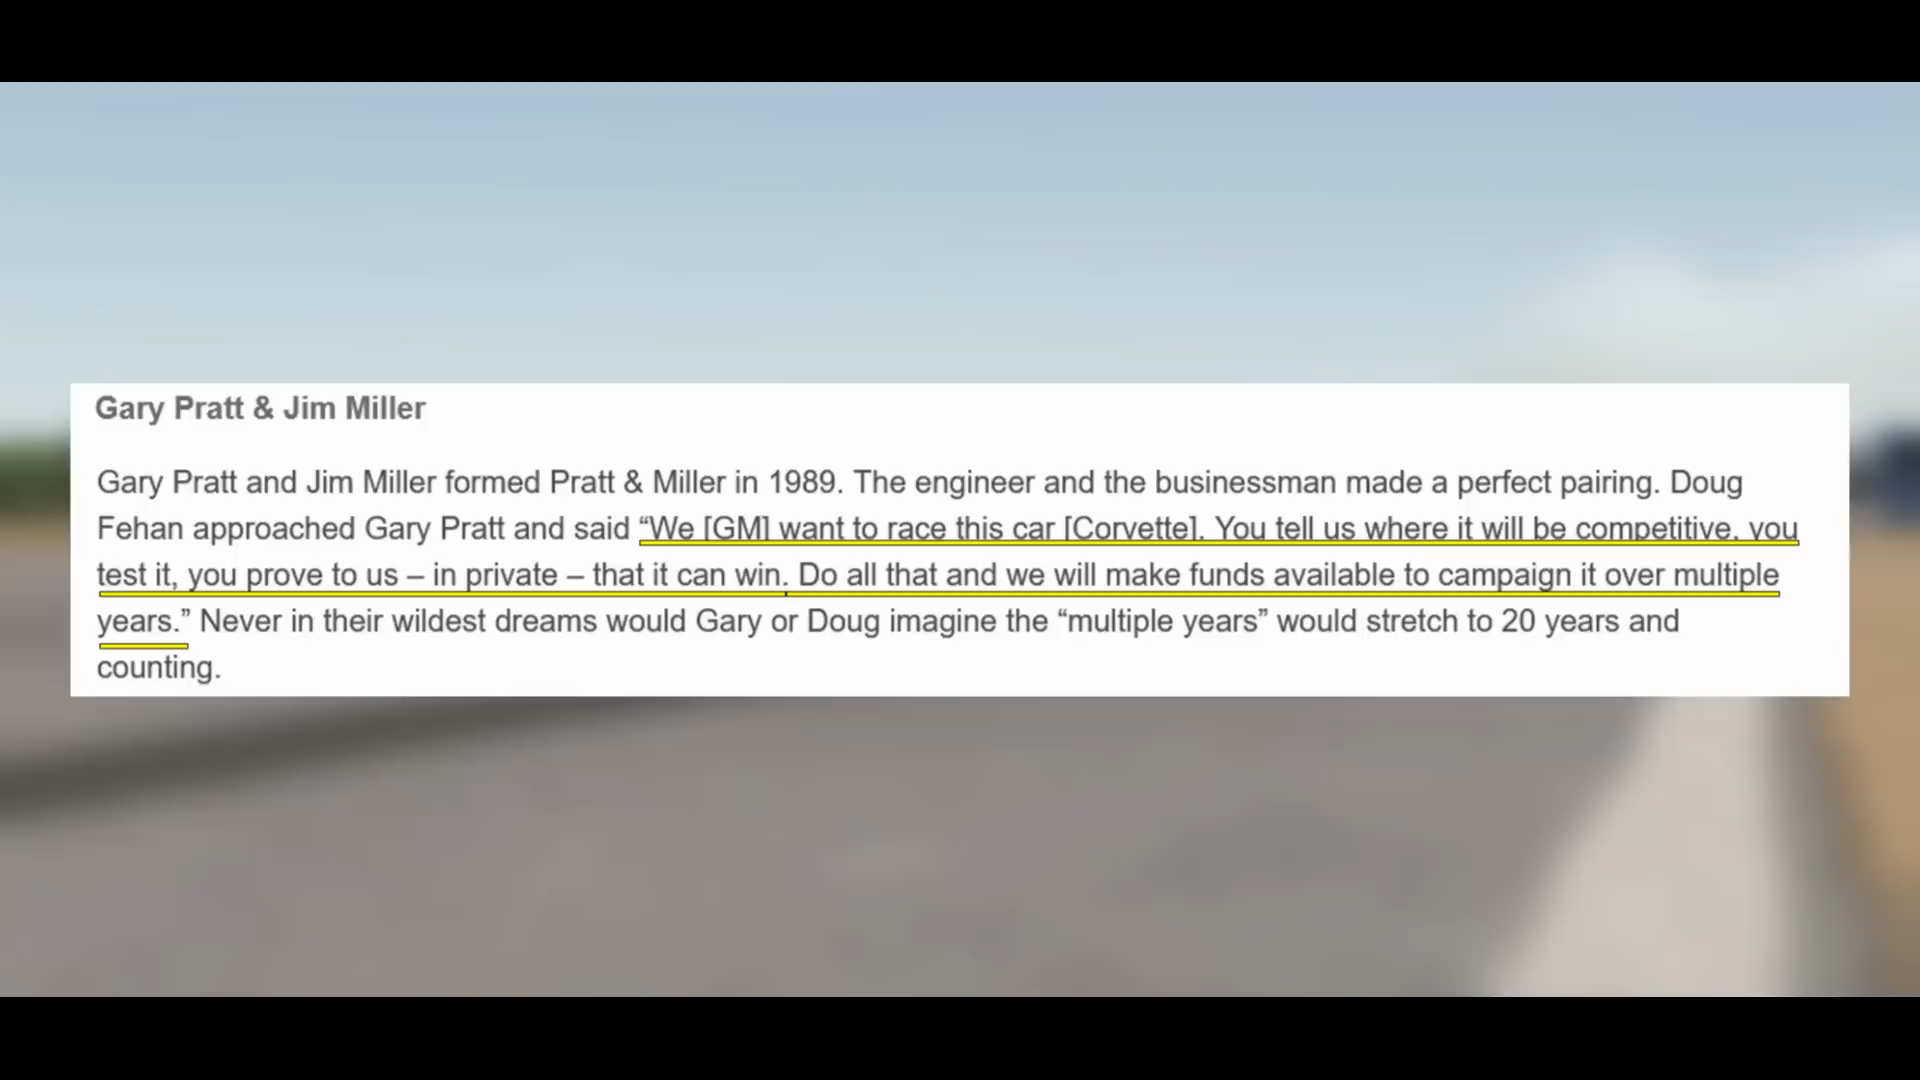 Gary Pratt & Jim Miller
Gary Pratt and Jim Miller formed Pratt & Miller in 1989. The engineer and the businessman made a perfect pairing. Doug
Fehan approached Gary Pratt and said “We [GM] want to race this car [Corvette]. You tell us where it will be competitive, you
test it, you prove to us – in private – that it can win. Do all that and we will make funds available to campaign it over multiple
years.” Never in their wildest dreams would Gary or Doug imagine the “multiple years” would stretch to 20 years and
counting.